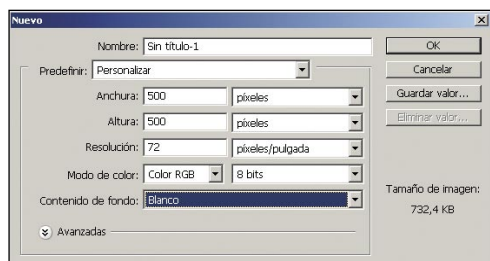 Nuevo
Nombre: Sin título-1
OK
Predefinir: Personalizar
Cancelar
Anchura: 500 píxeles
Guardar valor...
Altura: 500 píxeles
Eliminar valor...
Resolución: 72 píxeles/pulgada
Modo de color: Color RGB 8 bits
Tamaño de imagen:
Contenido de fondo: Blanco
732,4 KB
Avanzadas